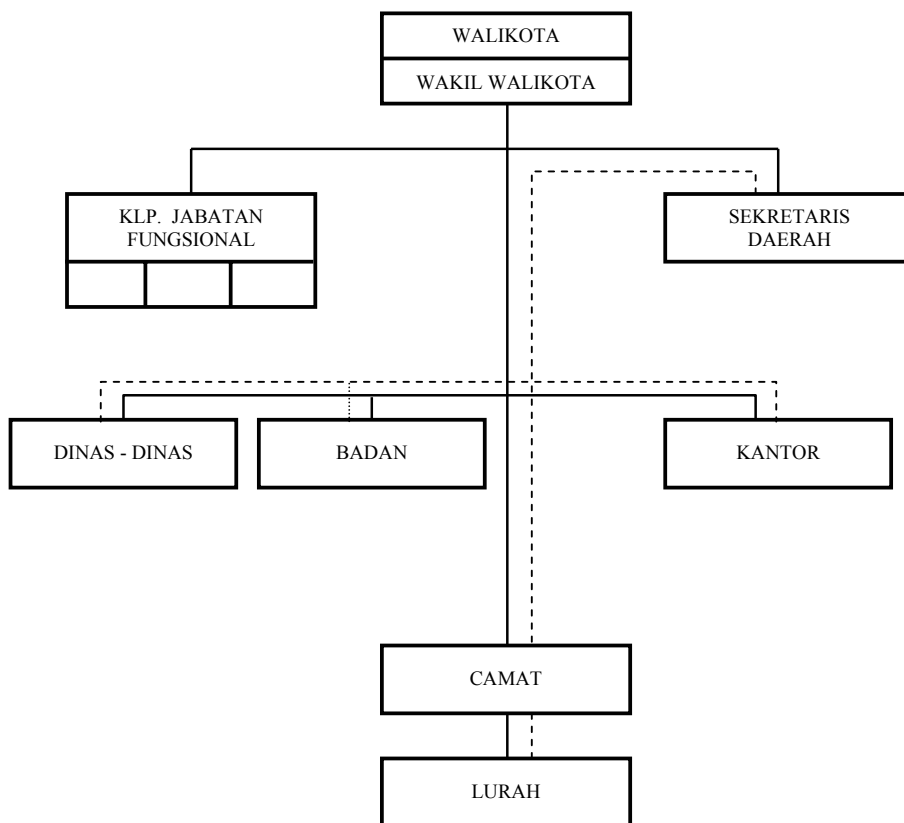 WALIKOTA
WAKIL WALIKOTA
KLP. JABATAN
FUNGSIONAL
SEKRETARIS
DAERAH
DINAS - DINAS
BADAN
KANTOR
CAMAT
LURAH